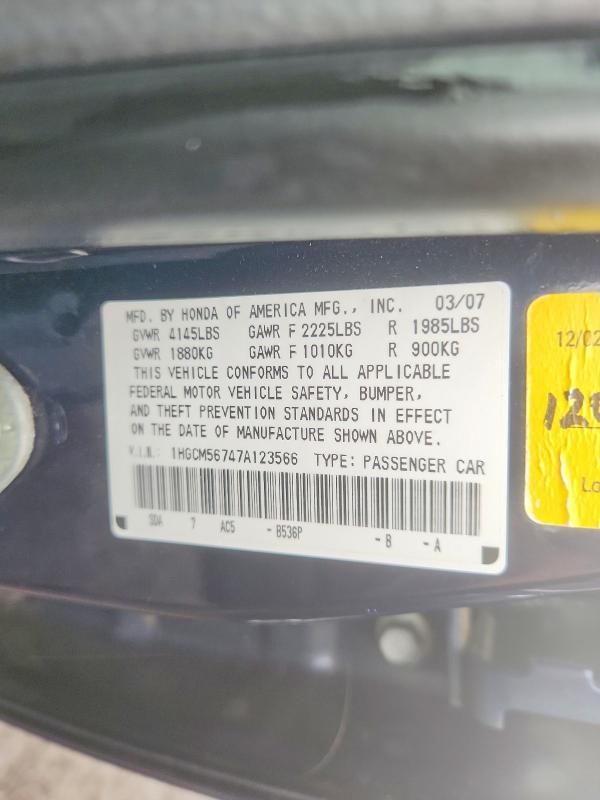 MFD. BY HONDA OF AMERICA MFG., INC. 03/07
GVWR 4145LBS GAWR F 2225LBS R 1985LBS
GVWR 1880KG GAWR F 1010KG R 900KG
THIS VEHICLE CONFORMS TO ALL APPLICABLE
FEDERAL MOTOR VEHICLE SAFETY, BUMPER,
AND THEFT PREVENTION STANDARDS IN EFFECT
ON THE DATE OF MANUFACTURE SHOWN ABOVE.
V.I.N.: 1HGCM56747A123566 TYPE: PASSENGER CAR
SDA 7 AC5 - B536P - B - A
12/02